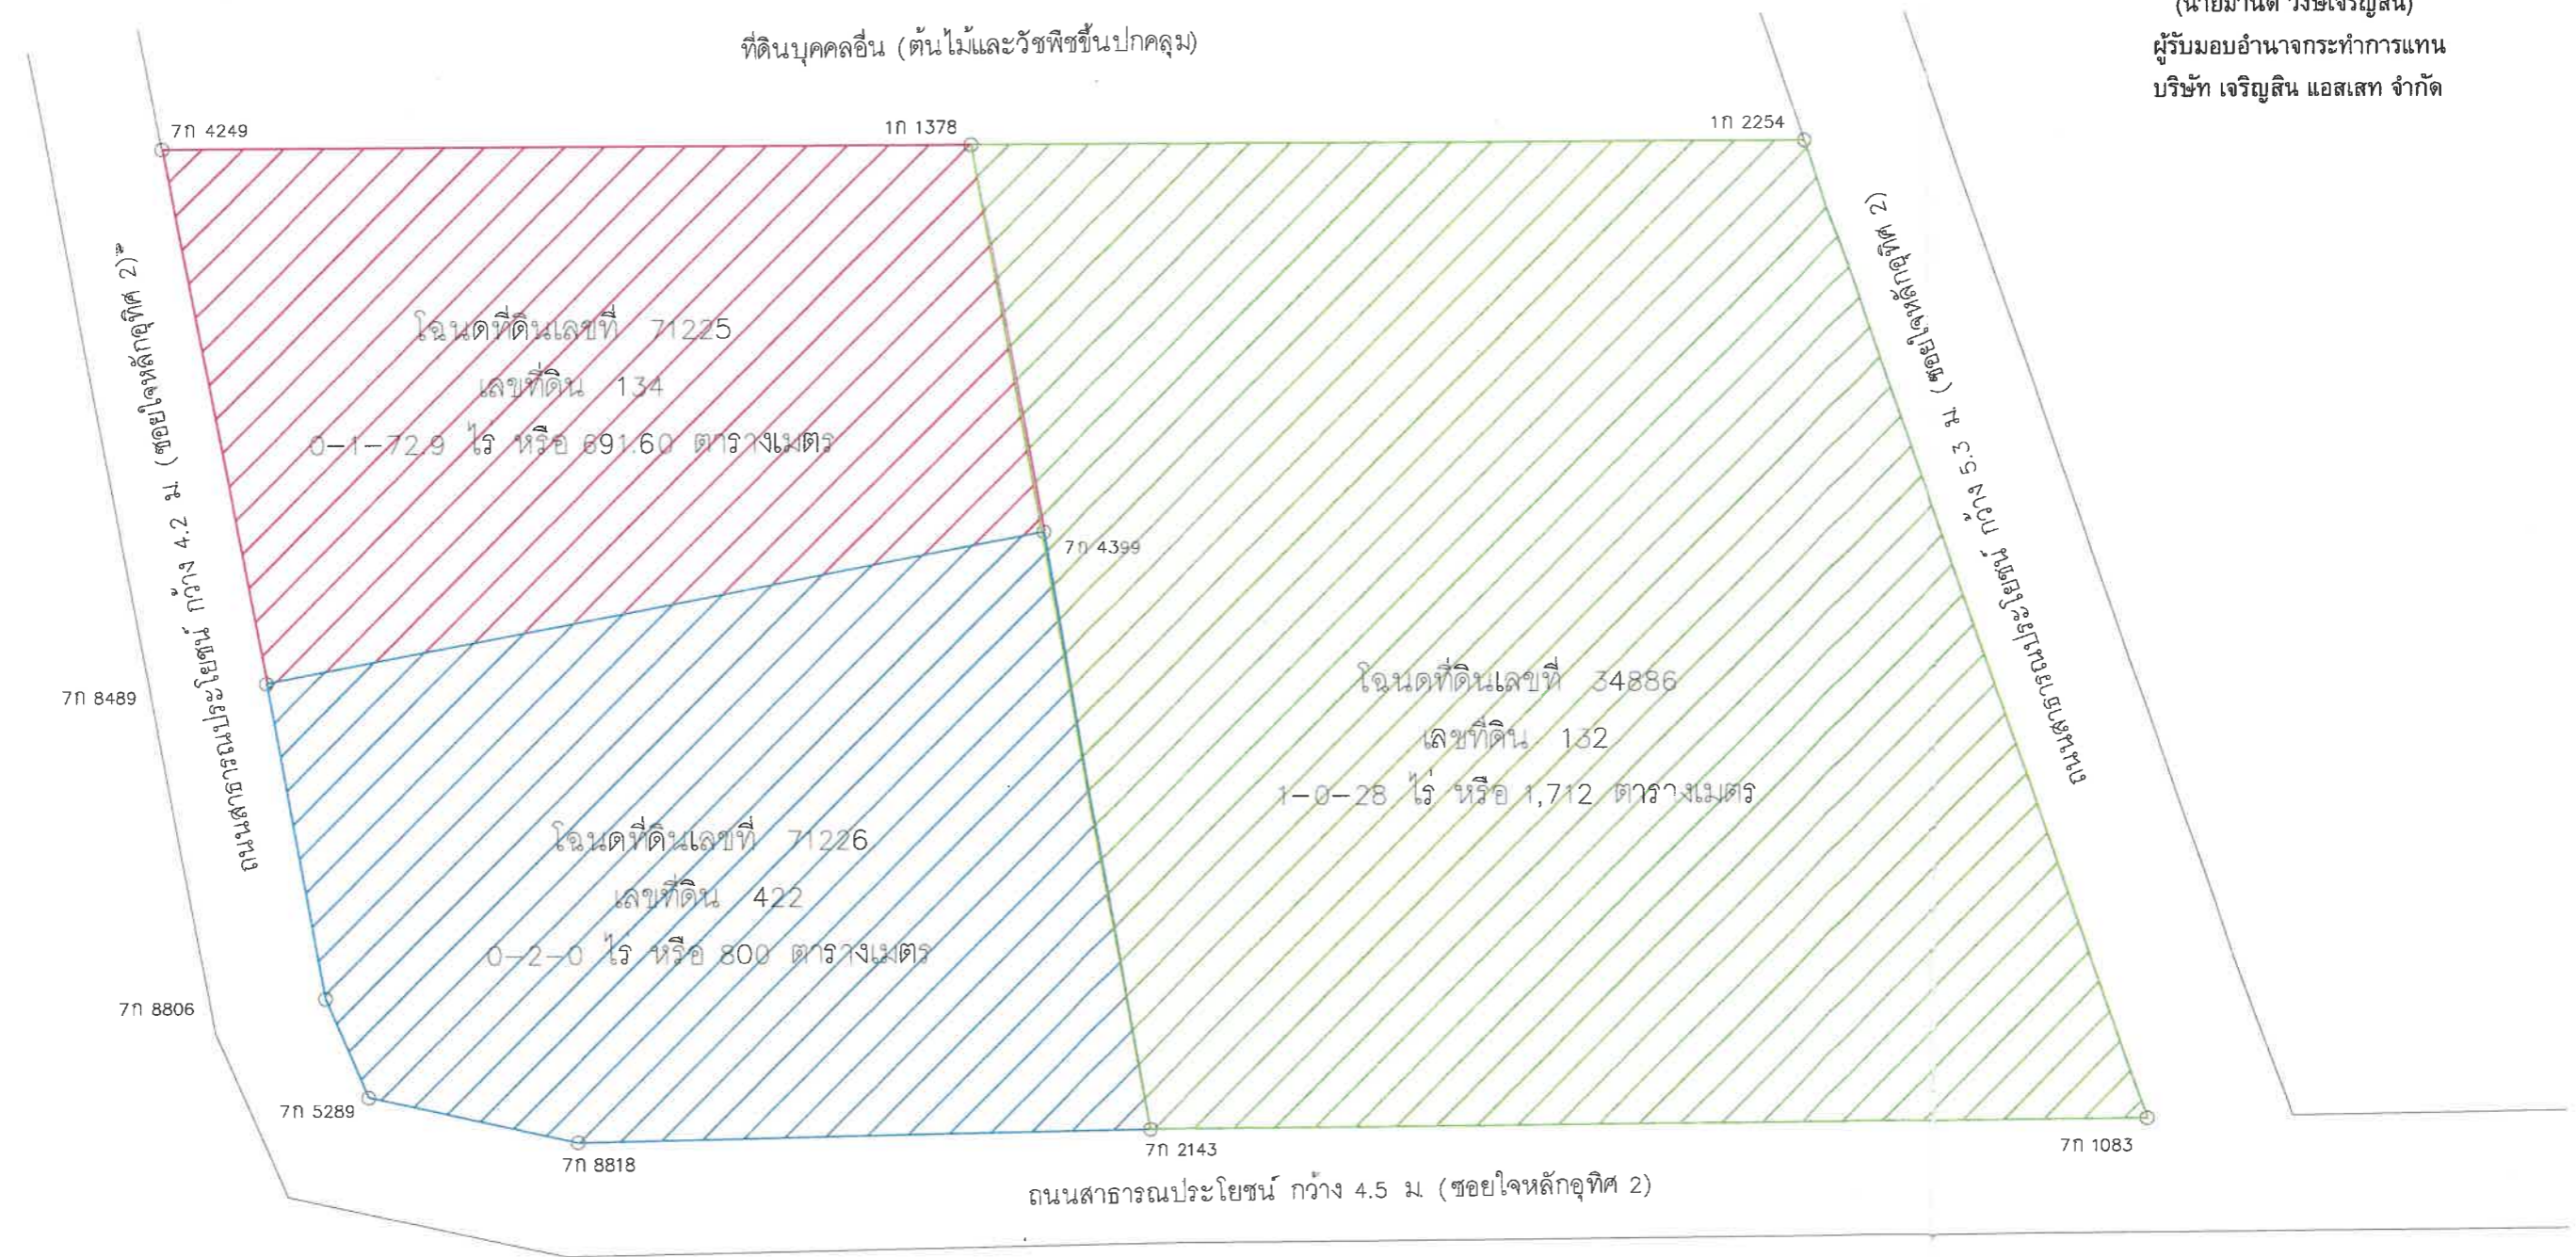 ผู้รับมอบอำนาจกระทำการแทน
บริษัท เจริญสิน แอสเสท จำกัด
ที่ดินบุคคลอื่น (ต้นไม้และวัชพืชขึ้นปกคลุม)
7ก 4249
1ก 1378
1ก 2254
ถนนสาธารณประโยชน์ กว้าง 4.2 ม. (ซอยใจหลักอุทิศ 2)
โฉนดที่ดินเลขที่ 71225
เลขที่ดิน 134
0-1-72.9 ไร่ หรือ 691.60 ตารางเมตร
ถนนสาธารณประโยชน์ กว้าง 5.3 ม. (ซอยใจหลักอุทิศ 2)
7ก 4399
7ก 8489
โฉนดที่ดินเลขที่ 34886
เลขที่ดิน 132
1-0-28 ไร่ หรือ 1,712 ตารางเมตร
โฉนดที่ดินเลขที่ 71226
เลขที่ดิน 422
0-2-0 ไร่ หรือ 800 ตารางเมตร
7ก 8806
7ก 5289
7ก 8818
7ก 2143
7ก 1083
ถนนสาธารณประโยชน์ กว้าง 4.5 ม. (ซอยใจหลักอุทิศ 2)